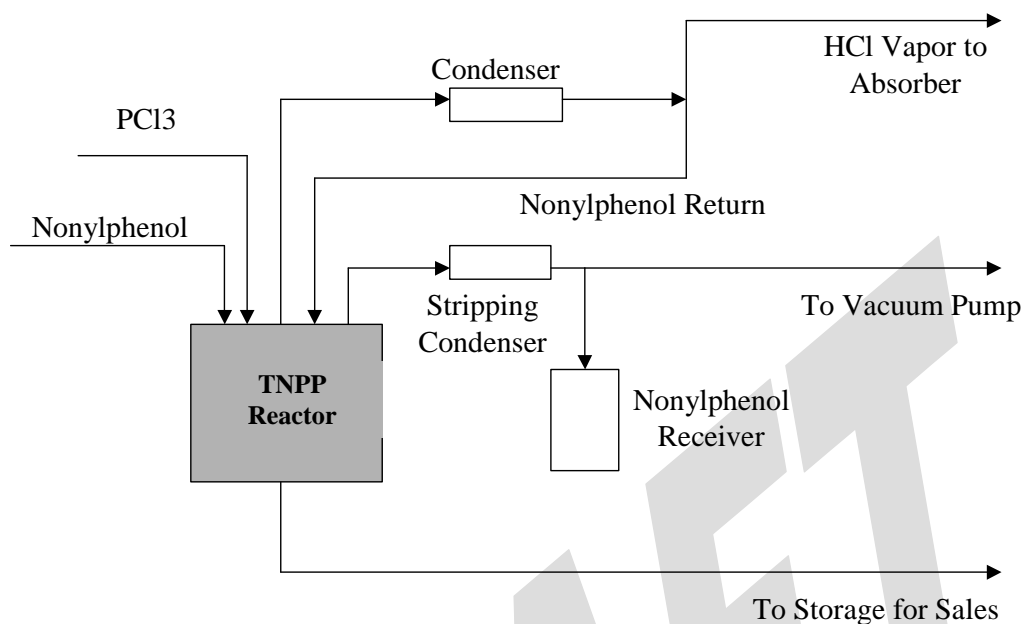 HCl Vapor to
Absorber
Condenser
PCl3
Nonylphenol Return
Nonylphenol
Stripping
Condenser
To Vacuum Pump
TNPP
Reactor
Nonylphenol
Receiver
To Storage for Sales